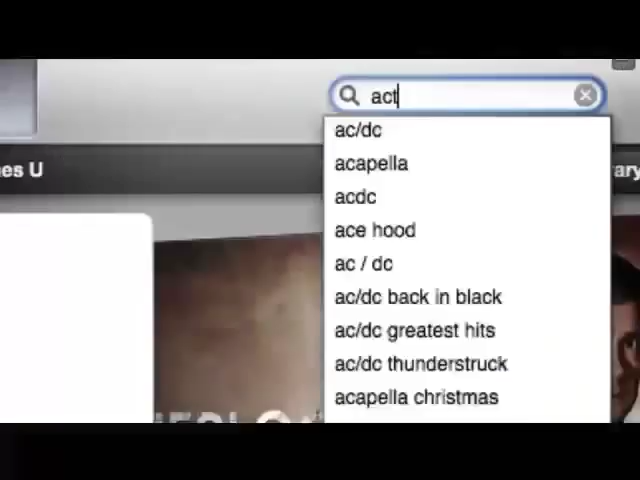 act
ac/dc
es U
acapella
ary
acdc
ace hood
ac / dc
ac/dc back in black
ac/dc greatest hits
ac/dc thunderstruck
acapella christmas